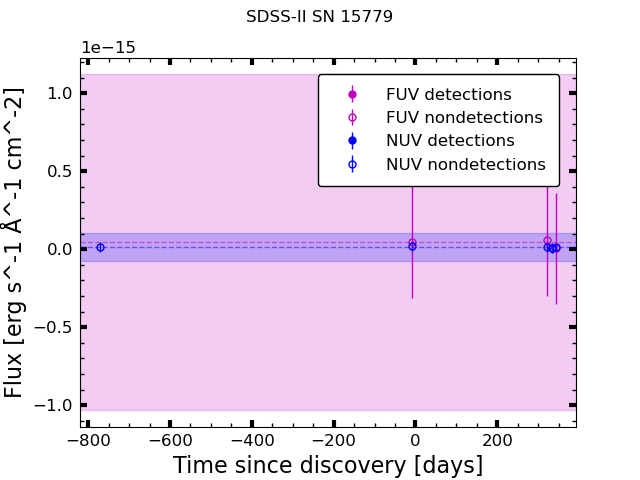 SDSS-II SN 15779
1e−15
FUV detections
FUV nondetections
NUV detections
NUV nondetections
1.0
0.5
0.0
−0.5
−1.0
Flux [erg s^-1 Å^-1 cm^-2]
−800 −600 −400 −200 0 200
Time since discovery [days]